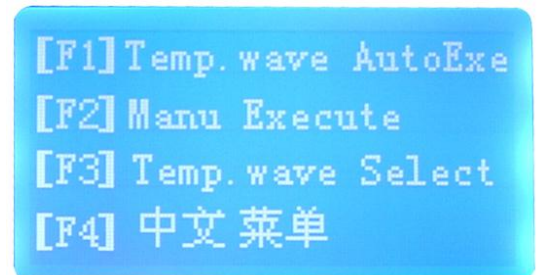 [F1] Temp. wave AutoExe
[F2] Manu Execute
[F3] Temp. wave Select
[F4] 中文 菜单